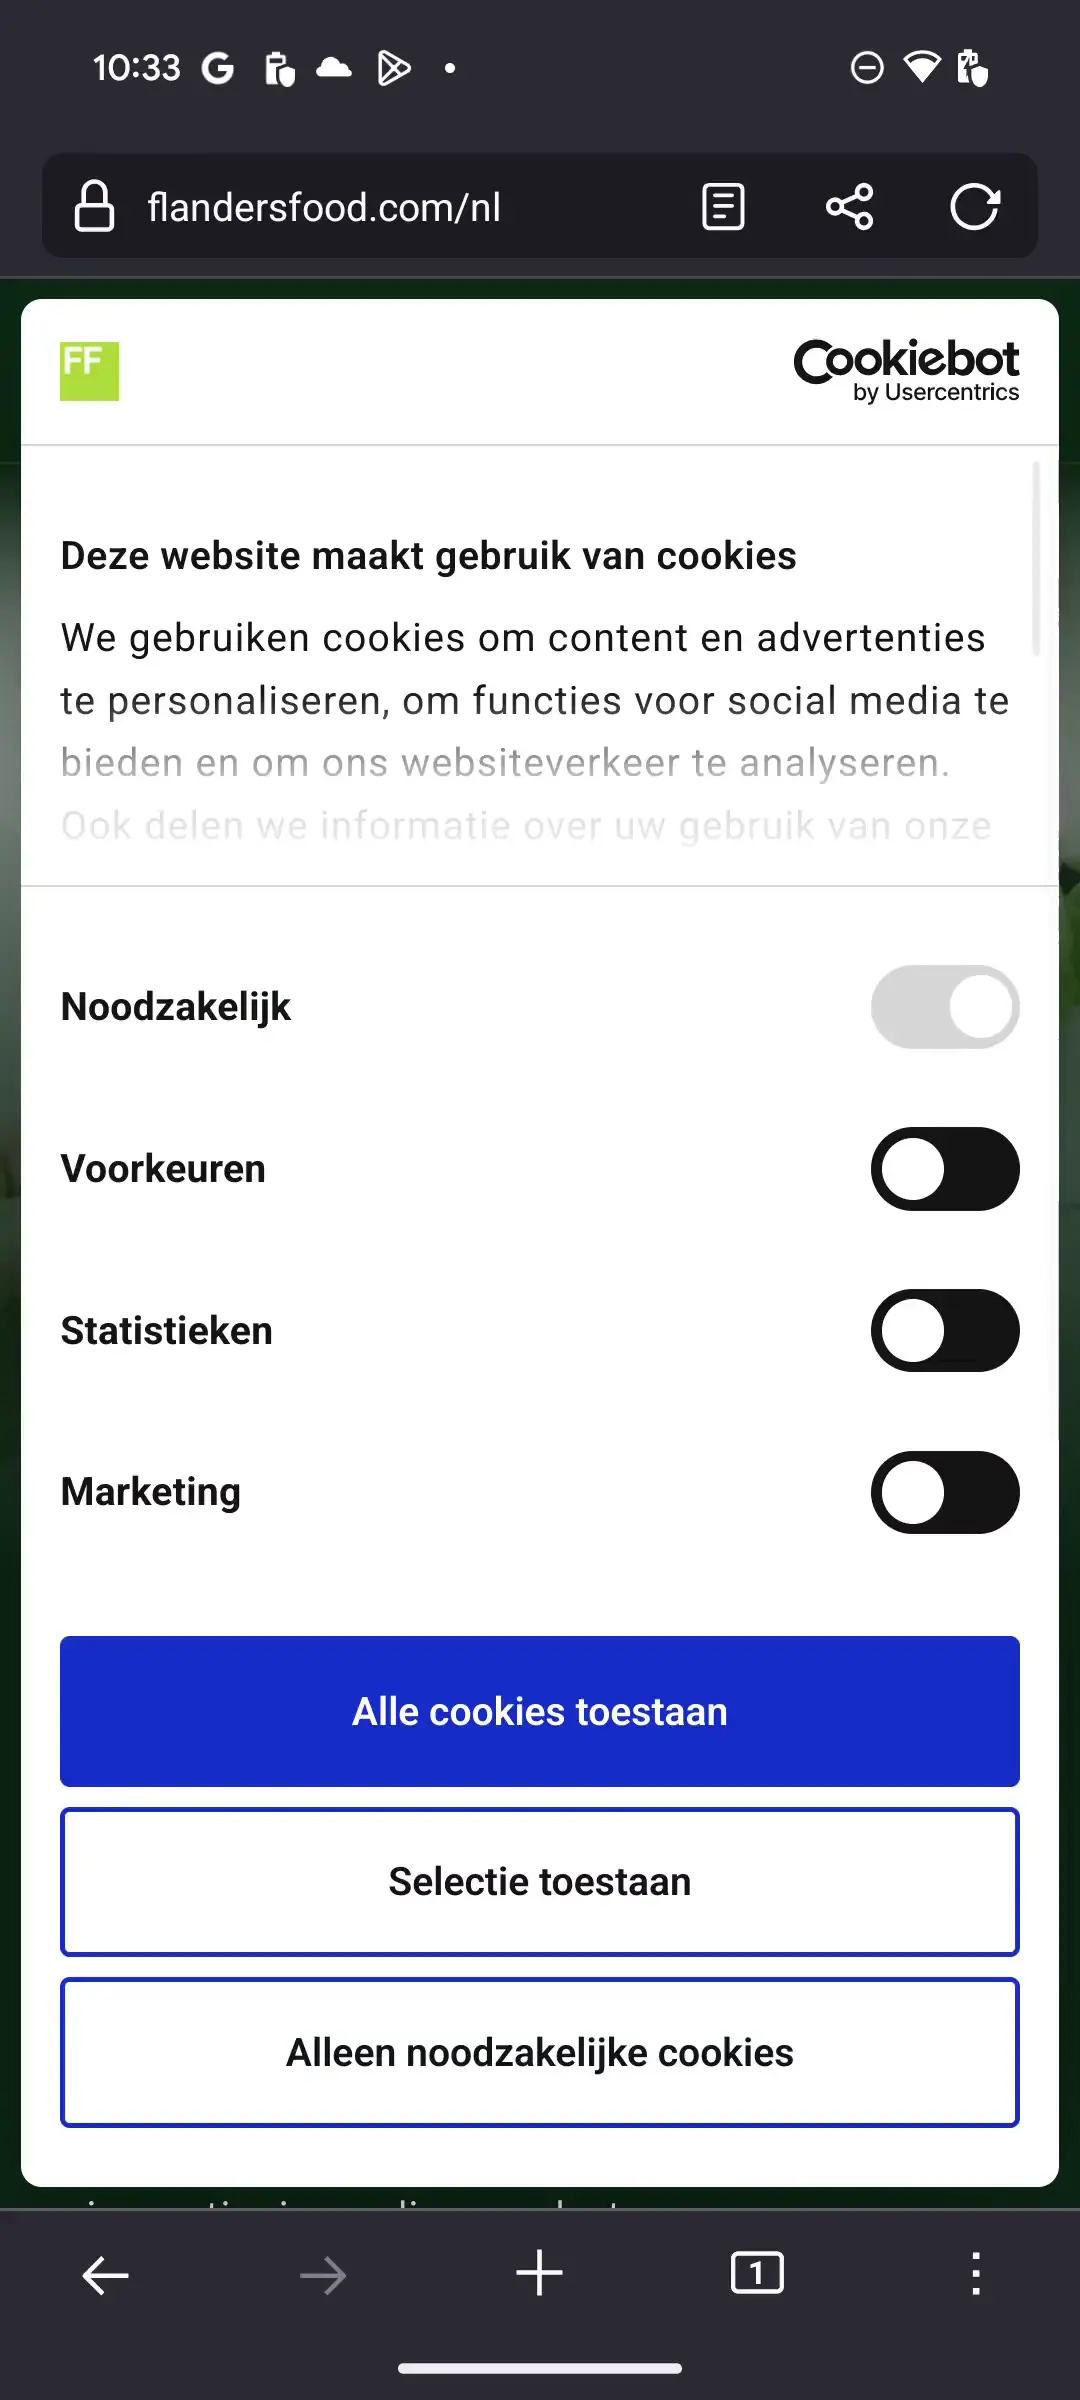 10:33
flandersfood.com/nl
FF
Cookiebot
by Usercentrics
Deze website maakt gebruik van cookies
We gebruiken cookies om content en advertenties
te personaliseren, om functies voor social media te
bieden en om ons websiteverkeer te analyseren.
Ook delen we informatie over uw gebruik van onze
Noodzakelijk
Voorkeuren
Statistieken
Marketing
Alle cookies toestaan
Selectie toestaan
Alleen noodzakelijke cookies
1